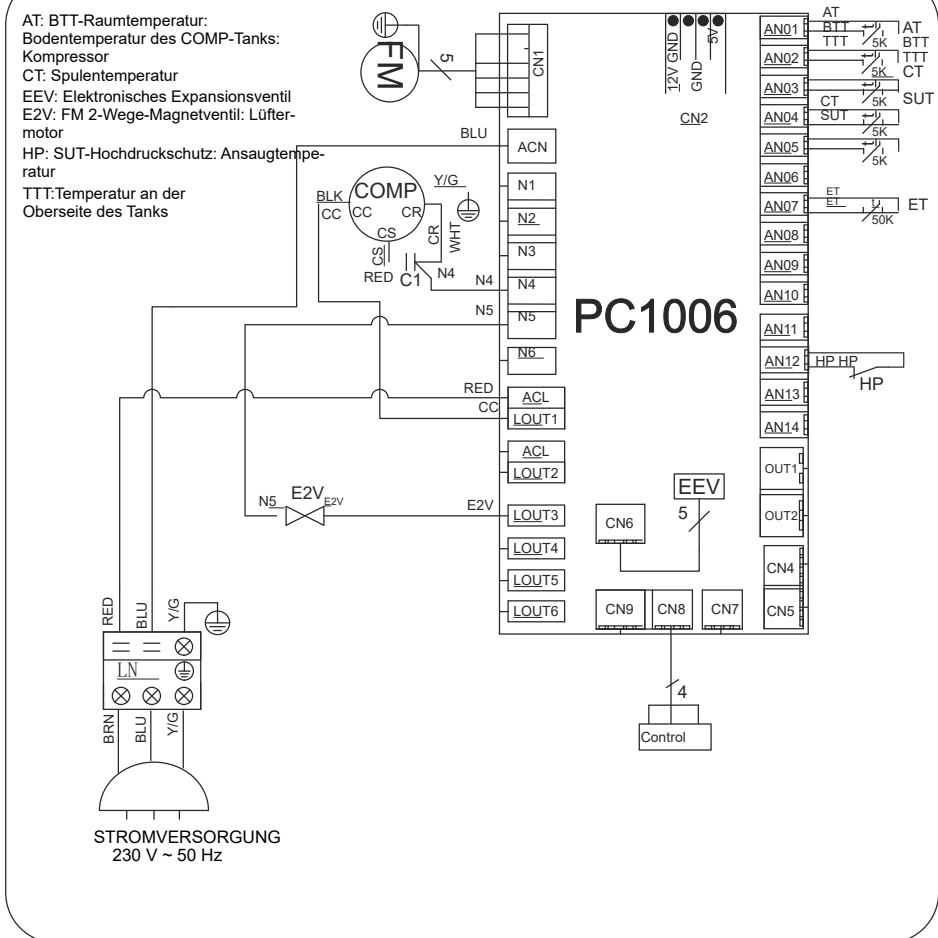 AT: BTT-Raumtemperatur:
Bodentemperatur des COMP-Tanks:
Kompressor
CT: Spulentemperatur
EEV: Elektronisches Expansionsventil
E2V: FM 2-Wege-Magnetventil: Lüfter-
motor
HP: SUT-Hochdruckschutz: Ansaugtempe-
ratur
TTT:Temperatur an der
Oberseite des Tanks
FM
5
CN1
12V GND
GND
5V
CN2
BLU
ACN
N1
N2
N3
N4
N5
N6
COMP
BLK
CC
CC
CR
CS
Y/G
CR
WHT
CS
RED
C1
N4
N4
N5
RED
ACL
CC
LOUT1
ACL
LOUT2
N5
E2V
E2V
E2V
LOUT3
LOUT4
LOUT5
LOUT6
PC1006
AN01
AN02
AN03
AN04
AN05
AN06
AN07
AN08
AN09
AN10
AN11
AN12
AN13
AN14
AT
BTT
TTT
CT
SUT
5K
5K
5K
5K
5K
AT
BTT
TTT
CT
SUT
ET
ET
t
50K
ET
HP HP
HP
OUT1
OUT2
CN4
CN5
EEV
5
CN6
CN9
CN8
CN7
4
Control
RED
BLU
Y/G
LN
BRN
BLU
Y/G
STROMVERSORGUNG
230 V ~ 50 Hz